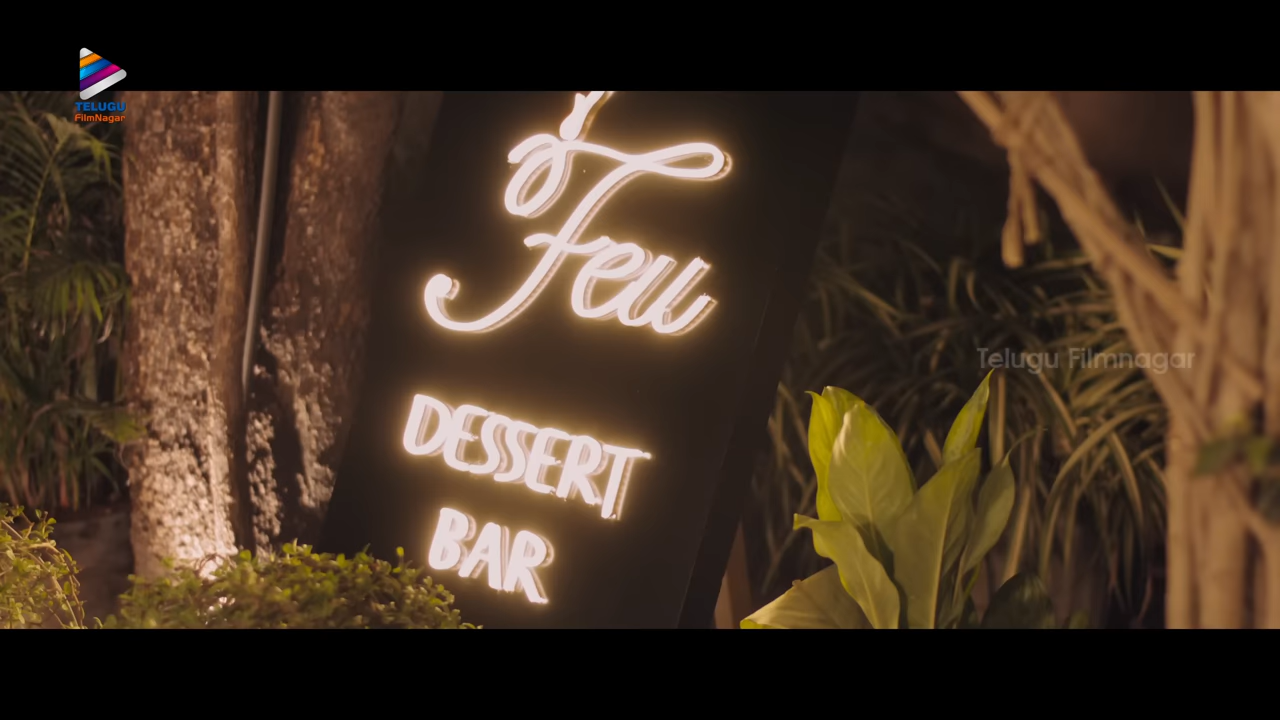 TELUGU
FilmNagar
Feu
Telugu Filmnagar
DESSERT
BAR